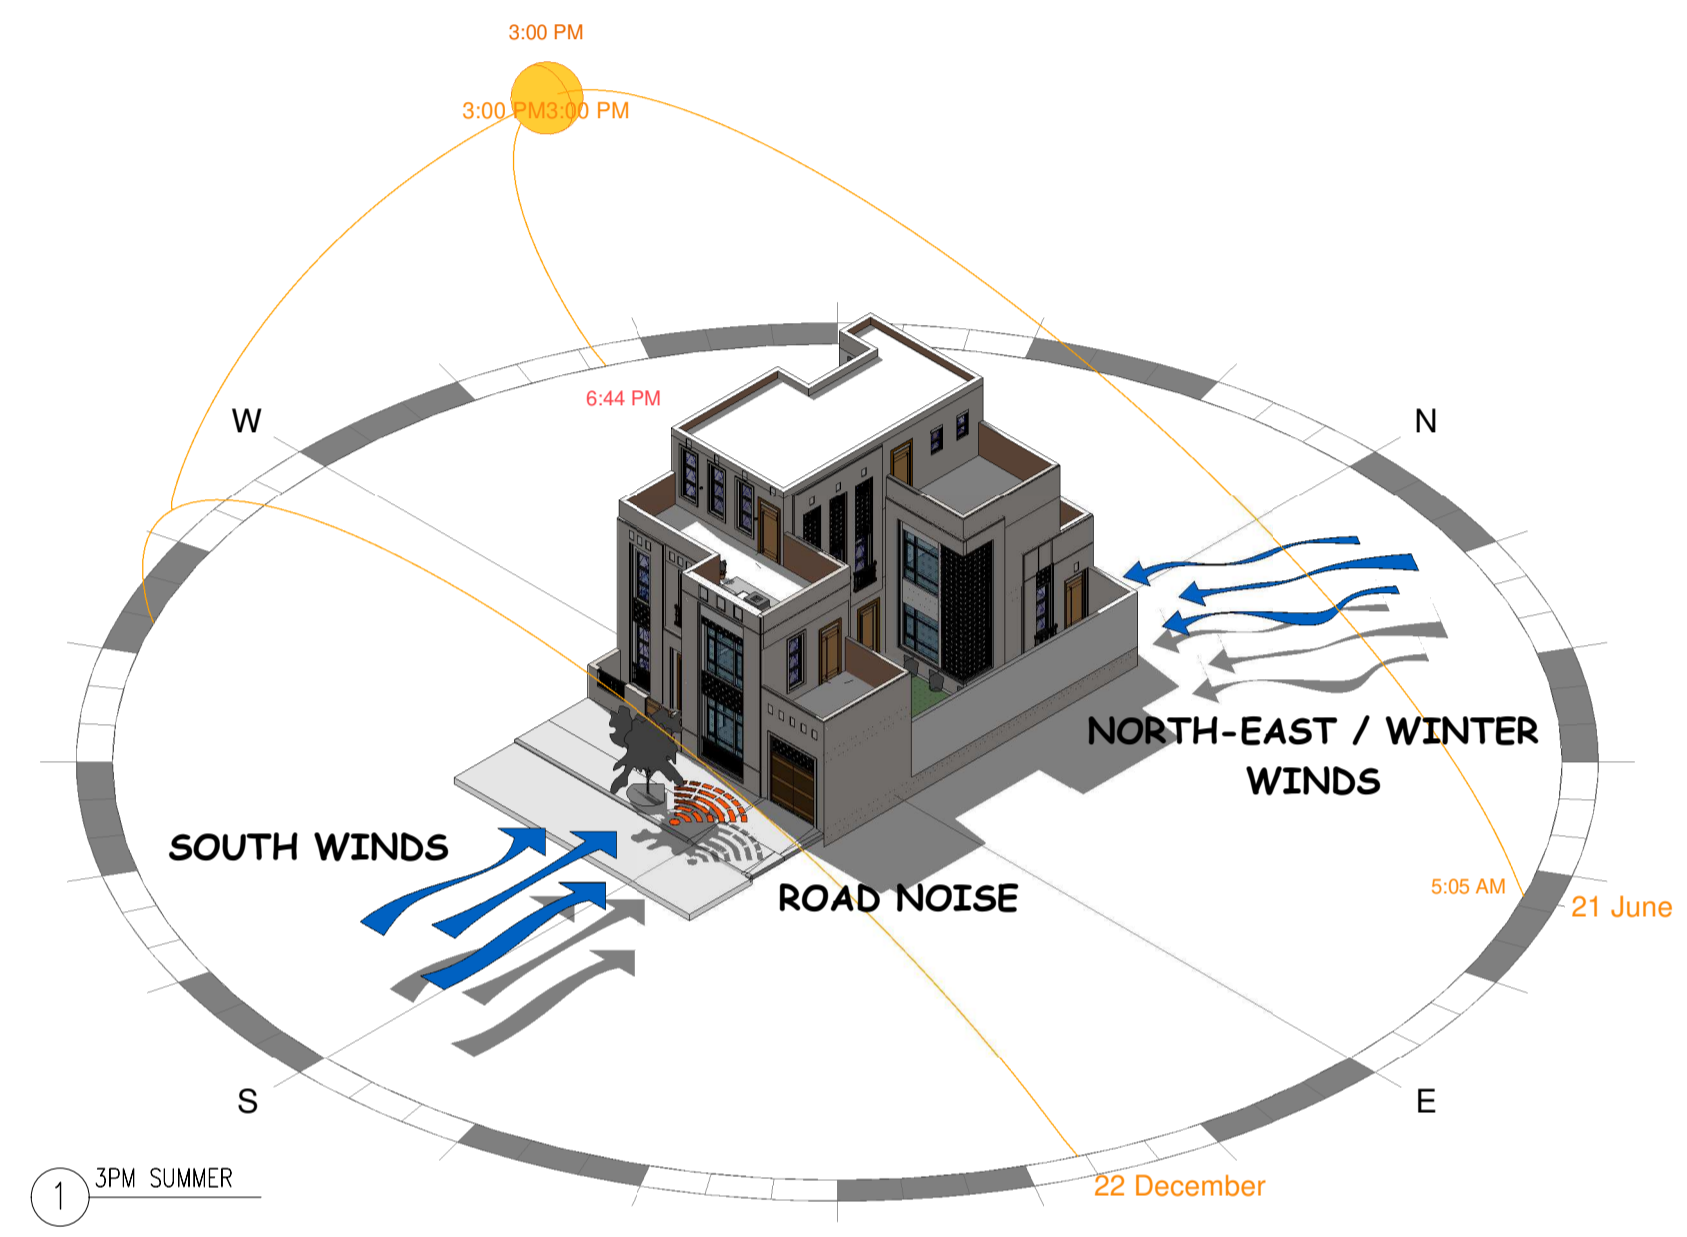 3:00 PM
3:00 PM3:00 PM
6:44 PM
W
N
NORTH-EAST / WINTER
WINDS
SOUTH WINDS
ROAD NOISE
5:05 AM
21 June
S
E
22 December
1
3PM SUMMER